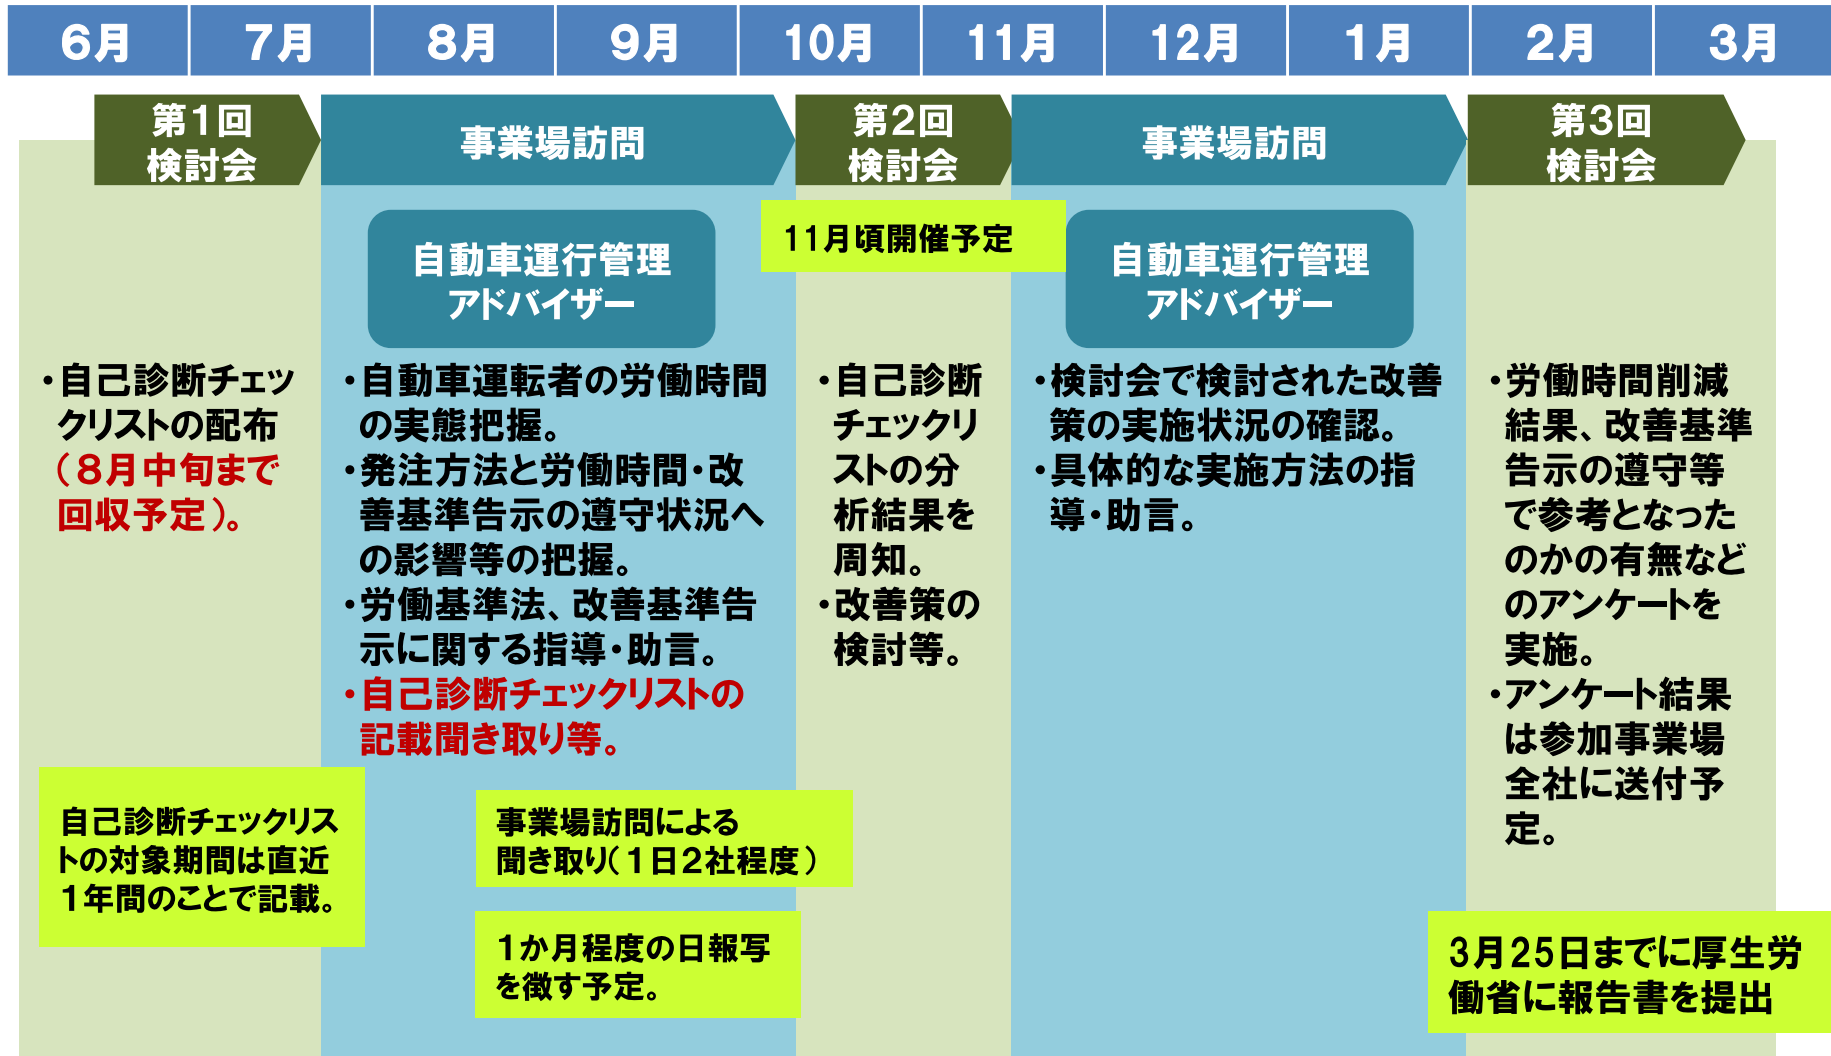 6月
7月
8月
9月
10月
11月
12月
1月
2月
3月
第1回
検討会
事業場訪問
第2回
検討会
事業場訪問
第3回
検討会
・自己診断チェッ
クリストの配布
（８月中旬まで
回収予定）。
自己診断チェックリス
トの対象期間は直近
１年間のことで記載。
自動車運行管理
アドバイザー
・自動車運転者の労働時間
の実態把握。
・発注方法と労働時間・改
善基準告示の遵守状況へ
の影響等の把握。
・労働基準法、改善基準告
示に関する指導・助言。
・自己診断チェックリストの
記載聞き取り等。
事業場訪問による
聞き取り（１日２社程度）
１か月程度の日報写
を徴す予定。
11月頃開催予定
・自己診断
チェックリ
ストの分
析結果を
周知。
・改善策の
検討等。
自動車運行管理
アドバイザー
・検討会で検討された改善
策の実施状況の確認。
・具体的な実施方法の指
導・助言。
・労働時間削減
結果、改善基準
告示の遵守等
で参考となった
のかの有無など
のアンケートを
実施。
・アンケート結果
は参加事業場
全社に送付予
定。
3月25日までに厚生労
働省に報告書を提出